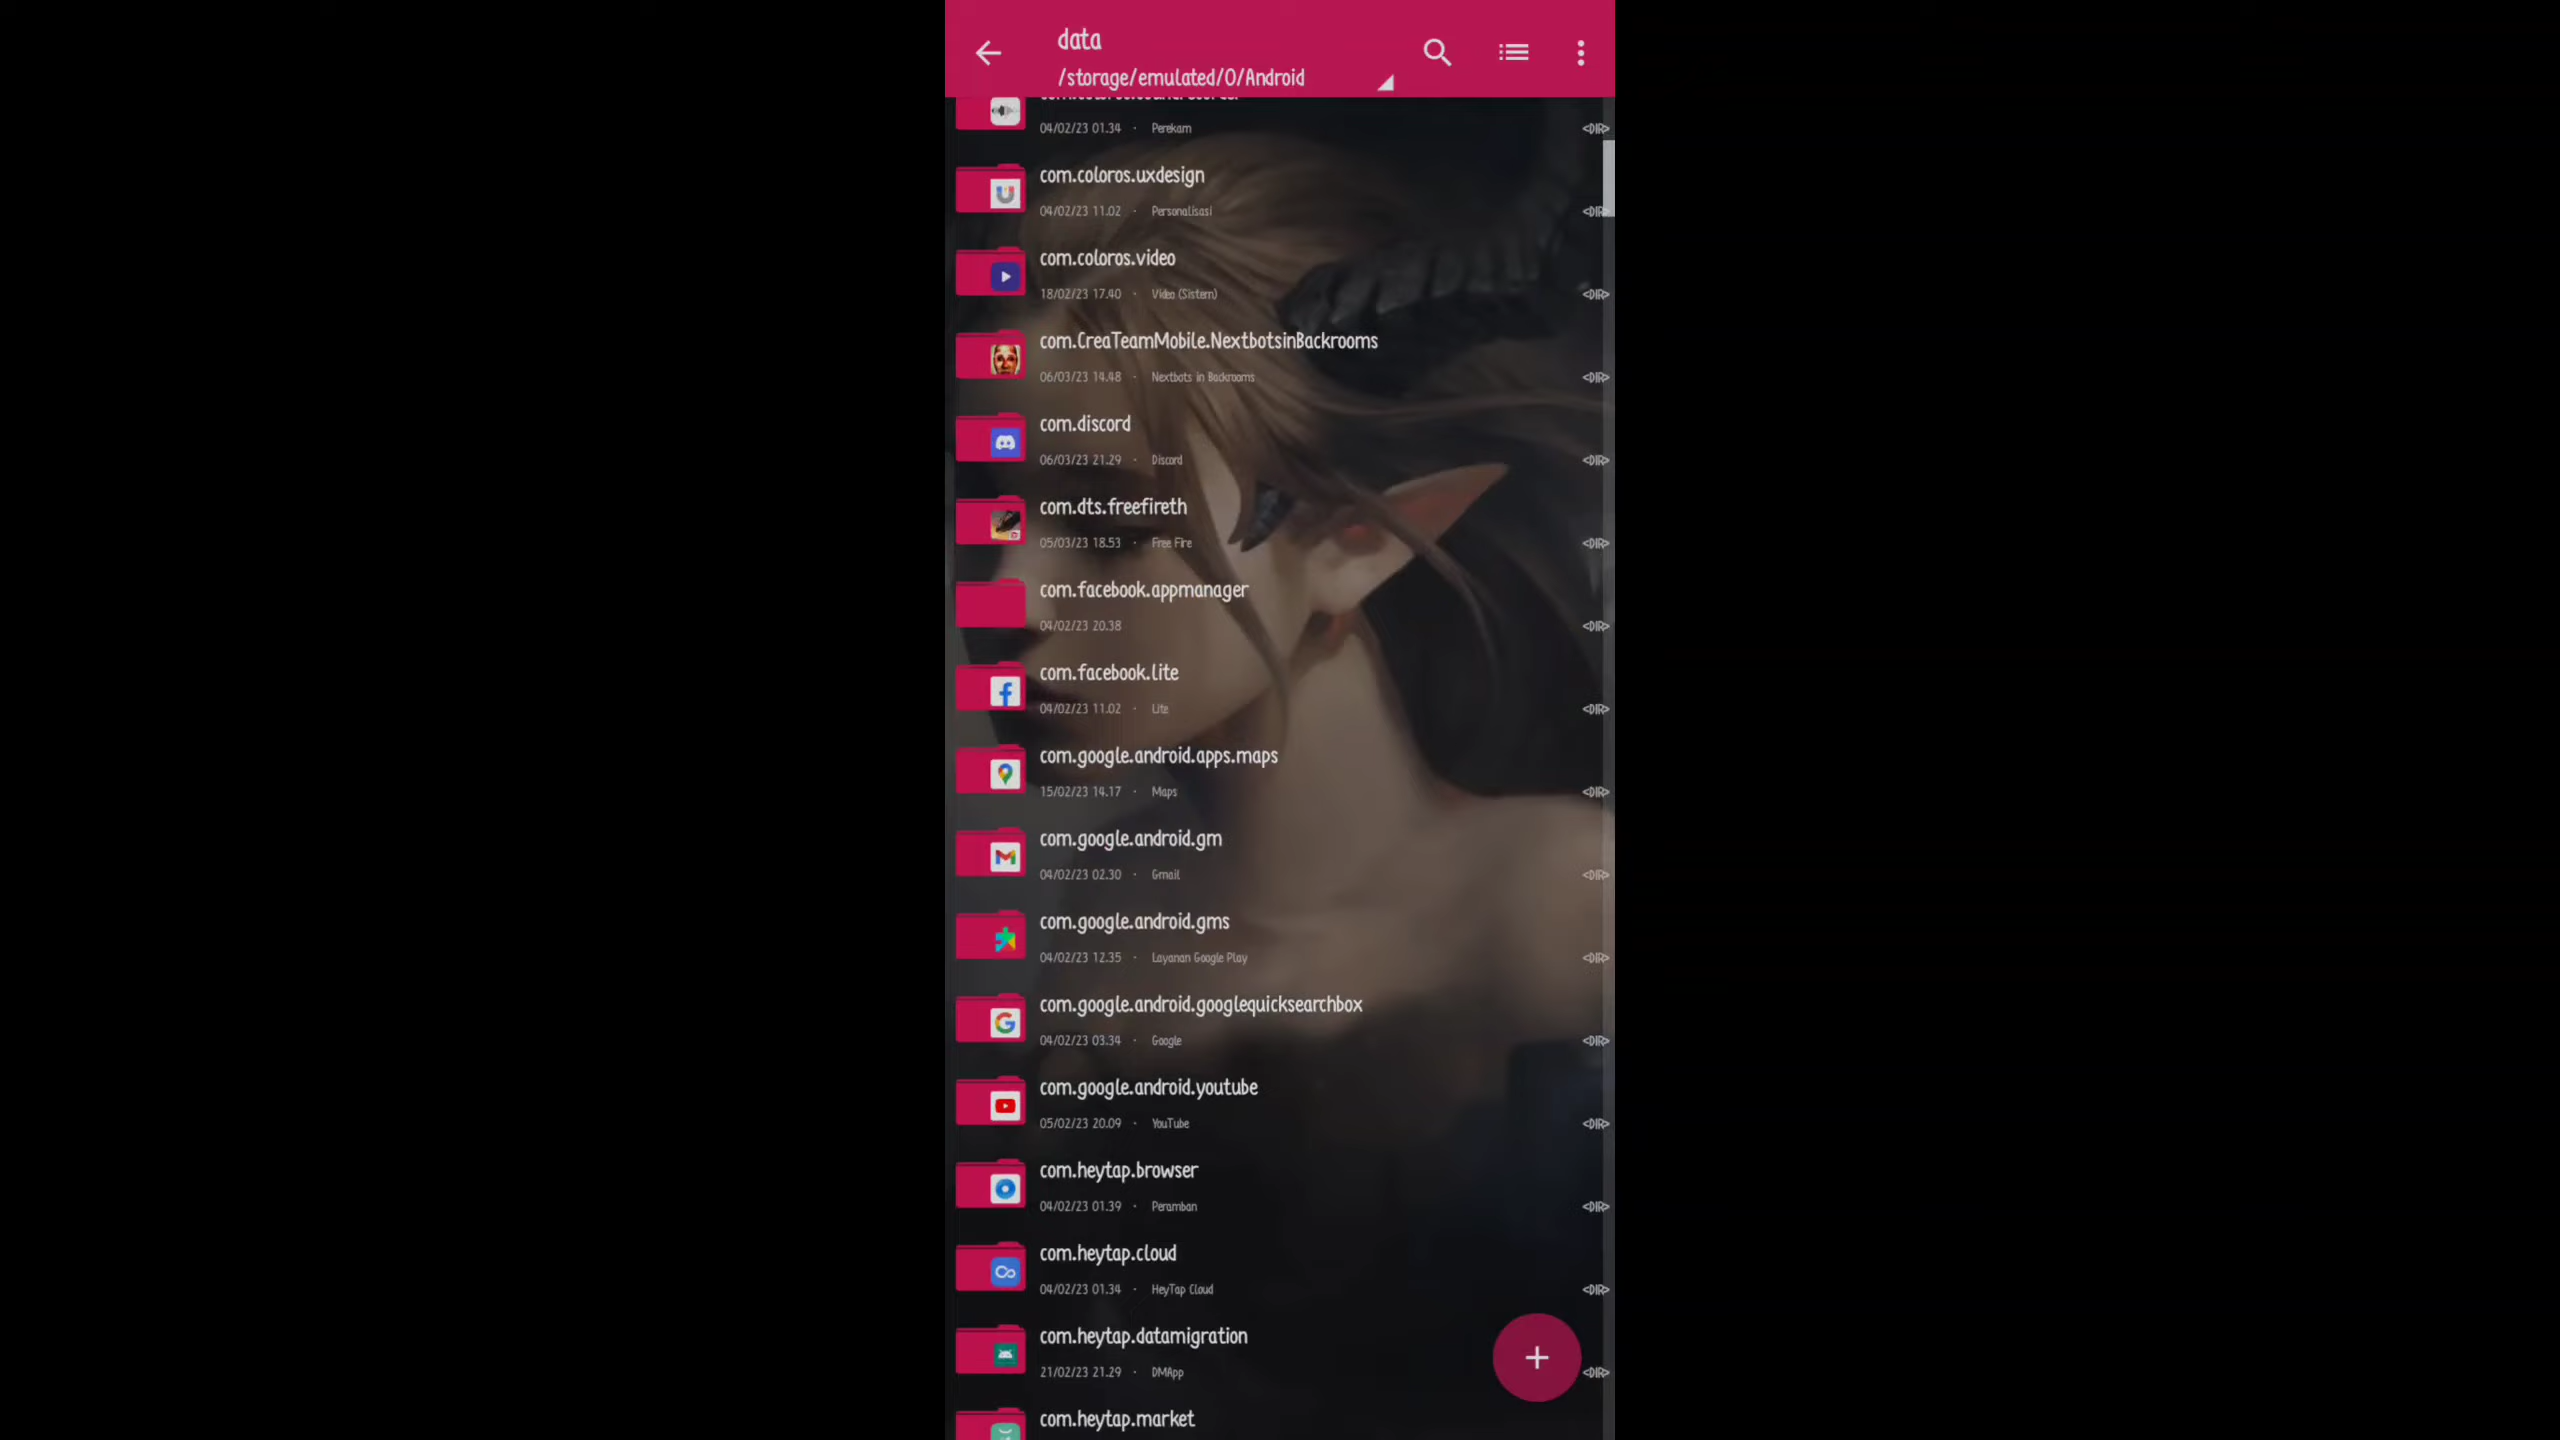 data
/storage/emulated/0/Android
04/02/23 01.34 · Perekam <DIR>
com.coloros.uxdesign
04/02/23 11.02 · Personalisasi <DIR>
com.coloros.video
18/02/23 17.40 · Video (Sistem) <DIR>
com.CreaTeamMobile.NextbotsinBackrooms
06/03/23 14.48 · Nextbots in Backrooms <DIR>
com.discord
06/03/23 21.29 · Discord <DIR>
com.dts.freefireth
05/03/23 18.53 · Free Fire <DIR>
com.facebook.appmanager
04/02/23 20.38 <DIR>
com.facebook.lite
04/02/23 11.02 · Lite <DIR>
com.google.android.apps.maps
15/02/23 14.17 · Maps <DIR>
com.google.android.gm
04/02/23 02.30 · Gmail <DIR>
com.google.android.gms
04/02/23 12.35 · Layanan Google Play <DIR>
com.google.android.googlequicksearchbox
04/02/23 03.34 · Google <DIR>
com.google.android.youtube
05/02/23 20.09 · YouTube <DIR>
com.heytap.browser
04/02/23 01.39 · Peramban <DIR>
com.heytap.cloud
04/02/23 01.34 · HeyTap Cloud <DIR>
com.heytap.datamigration
21/02/23 21.29 · DMApp <DIR>
com.heytap.market